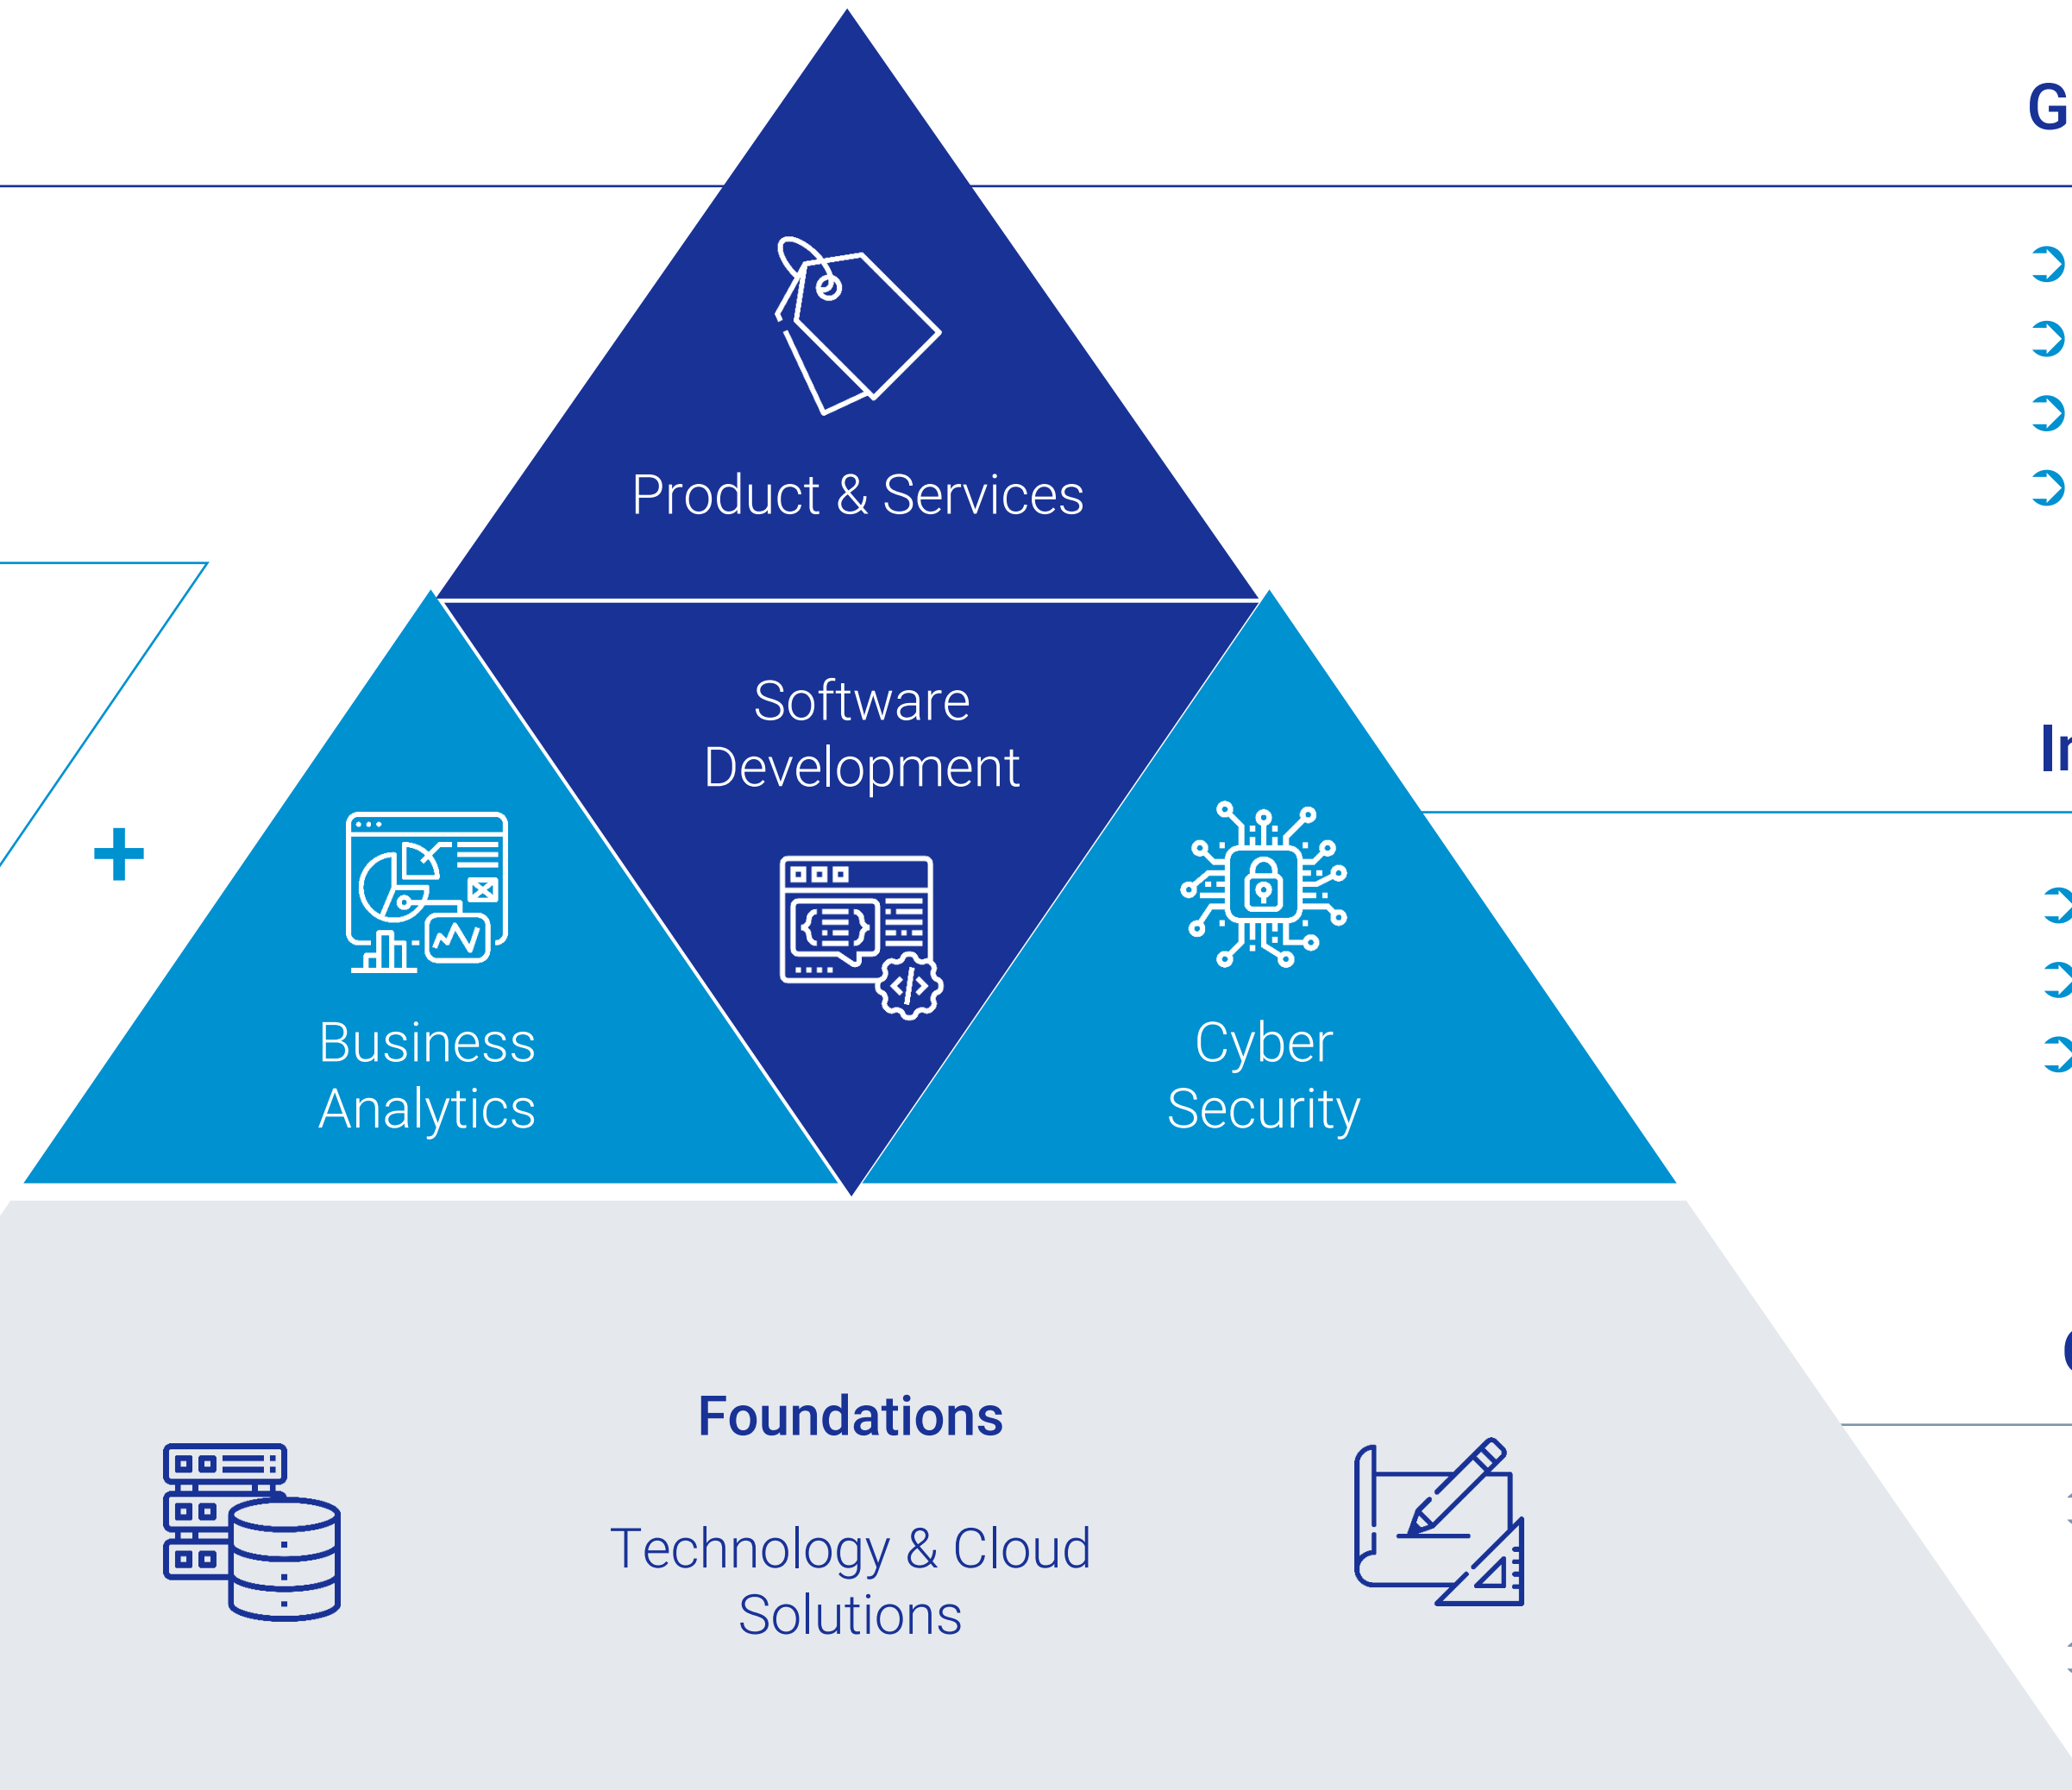 Product & Services
Software
Development
Business
Analytics
Cyber
Security
Foundations
Technology & Cloud
Solutions